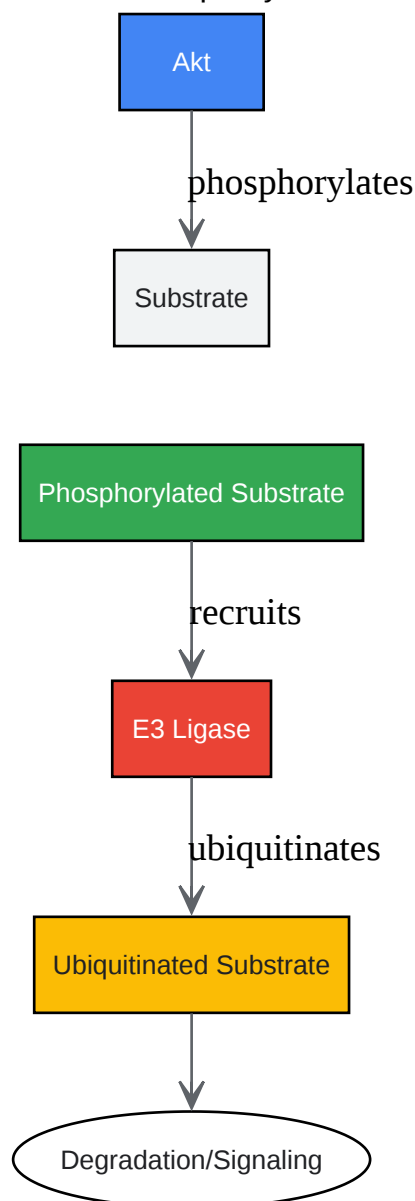 Akt
phosphorylates
Substrate
Phosphorylated Substrate
recruits
E3 Ligase
ubiquitinates
Ubiquitinated Substrate
Degradation/Signaling